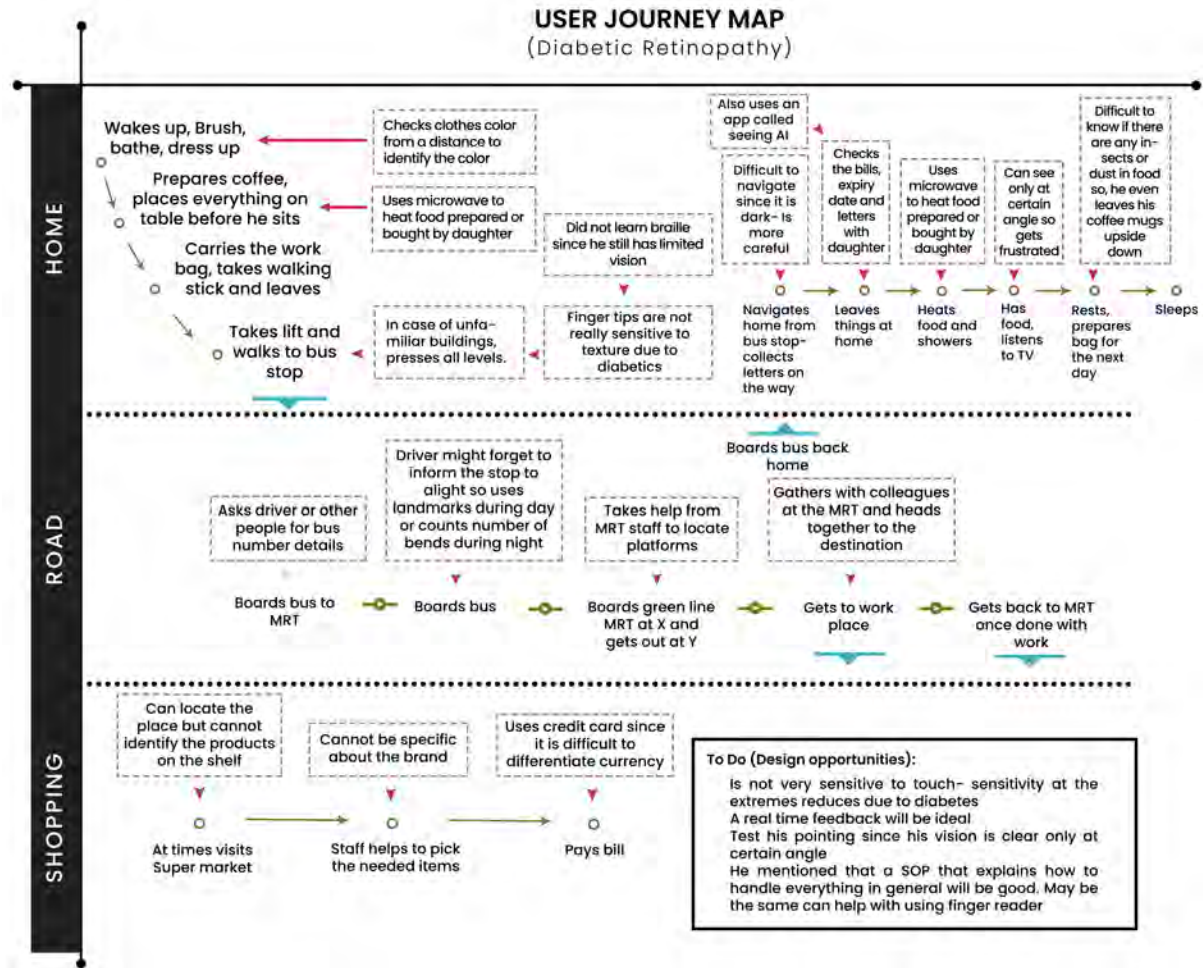 USER JOURNEY MAP
(Diabetic Retinopathy)
HOME
Wakes up, Brush,
bathe, dress up
Checks clothes color
from a distance to
identify the color
Prepares coffee,
places everything on
table before he sits
Uses microwave to
heat food prepared or
bought by daughter
Carries the work
bag, takes walking
stick and leaves
Takes lift and
walks to bus
stop
In case of unfa-
miliar buildings,
presses all levels.
Did not learn braille
since he still has limited
vision
Finger tips are not
really sensitive to
texture due to
diabetics
Also uses an
app called
seeing AI
Difficult to
navigate
since it is
dark- Is
more
careful
Checks
the bills,
expiry
date and
letters
with
daughter
Uses
microwave
to heat food
prepared or
bought by
daughter
Can see
only at
certain
angle so
gets
frustrated
Difficult to
know if there
are any in-
sects or
dust in food
so, he even
leaves his
coffee mugs
upside
down
Navigates
home from
bus stop-
collects
letters on
the way
Leaves
things at
home
Heats
food and
showers
Has
food,
listens
to TV
Rests,
prepares
bag for
the next
day
Sleeps
ROAD
Boards bus back
home
Asks driver or other
people for bus
number details
Driver might forget to
inform the stop to
alight so uses
landmarks during day
or counts number of
bends during night
Takes help from
MRT staff to locate
platforms
Gathers with colleagues
at the MRT and heads
together to the
destination
Boards bus to
MRT
Boards bus
Boards green line
MRT at X and
gets out at Y
Gets to work
place
Gets back to MRT
once done with
work
SHOPPING
Can locate the
place but cannot
identify the products
on the shelf
Cannot be specific
about the brand
Uses credit card since
it is difficult to
differentiate currency
At times visits
Super market
Staff helps to pick
the needed items
Pays bill
To Do (Design opportunities):
Is not very sensitive to touch- sensitivity at the
extremes reduces due to diabetes
A real time feedback will be ideal
Test his pointing since his vision is clear only at
certain angle
He mentioned that a SOP that explains how to
handle everything in general will be good. May be
the same can help with using finger reader